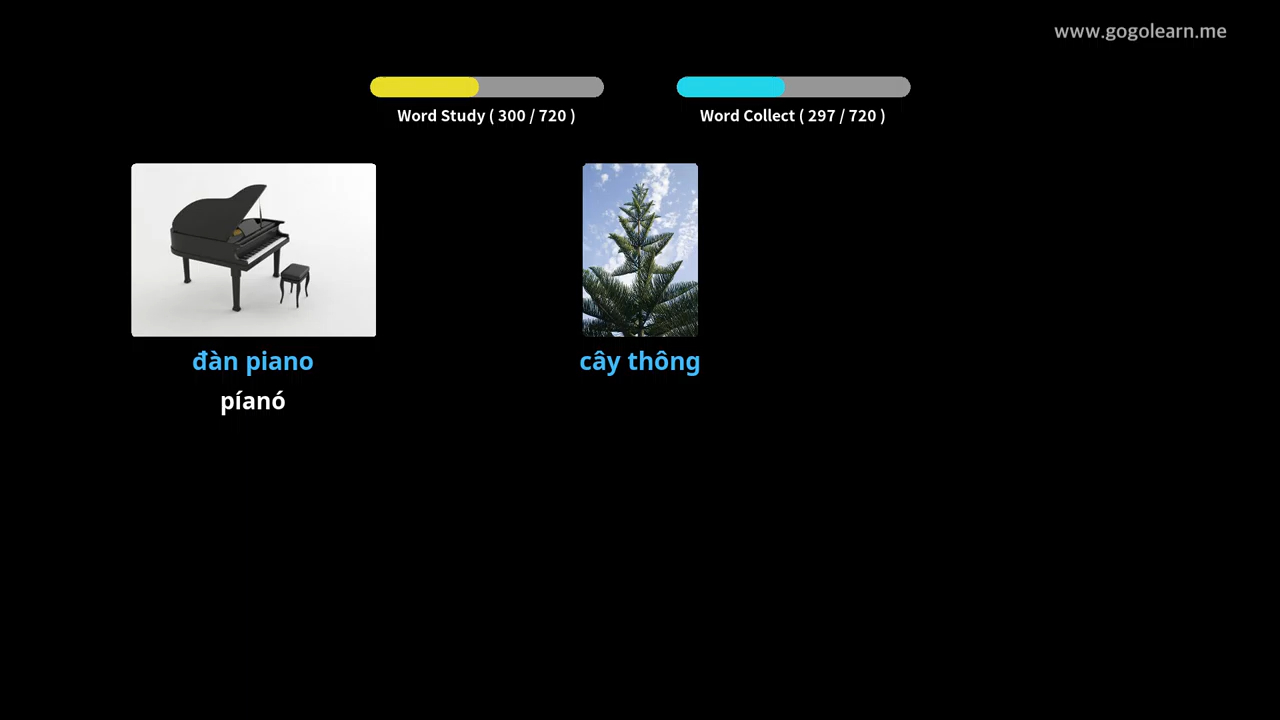 www.gogolearn.me
Word Study ( 300 / 720 )
Word Collect ( 297 / 720 )
đàn piano
píanó
cây thông